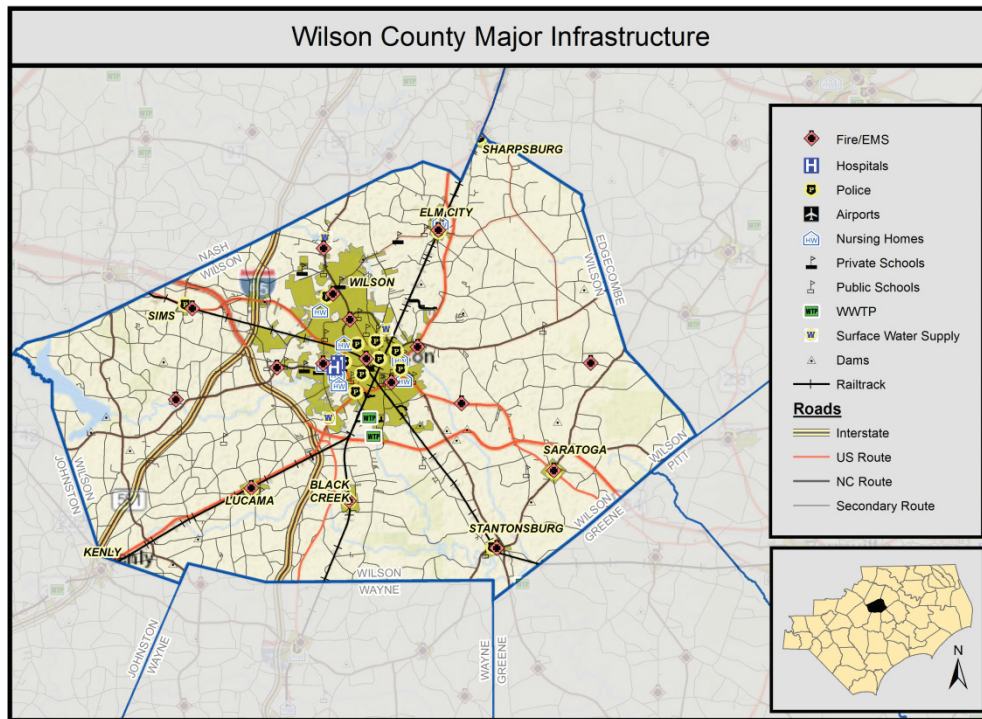 Wilson County Major Infrastructure
SHARPSBURG
ELM CITY
NASH
WILSON
EDGECOMBE
WILSON
WILSON
SIMS
JOHNSTON
WILSON
SARATOGA
WILSON
PITT
LUCAMA
BLACK
CREEK
STANTONSBURG
WILSON
GREENE
KENLY
WILSON
WAYNE
JOHNSTON
WAYNE
WAYNE
GREENE
Fire/EMS
H Hospitals
Police
Airports
HW Nursing Homes
Private Schools
Public Schools
WTP WWTP
W Surface Water Supply
Dams
Railtrack
Roads
Interstate
US Route
NC Route
Secondary Route
N